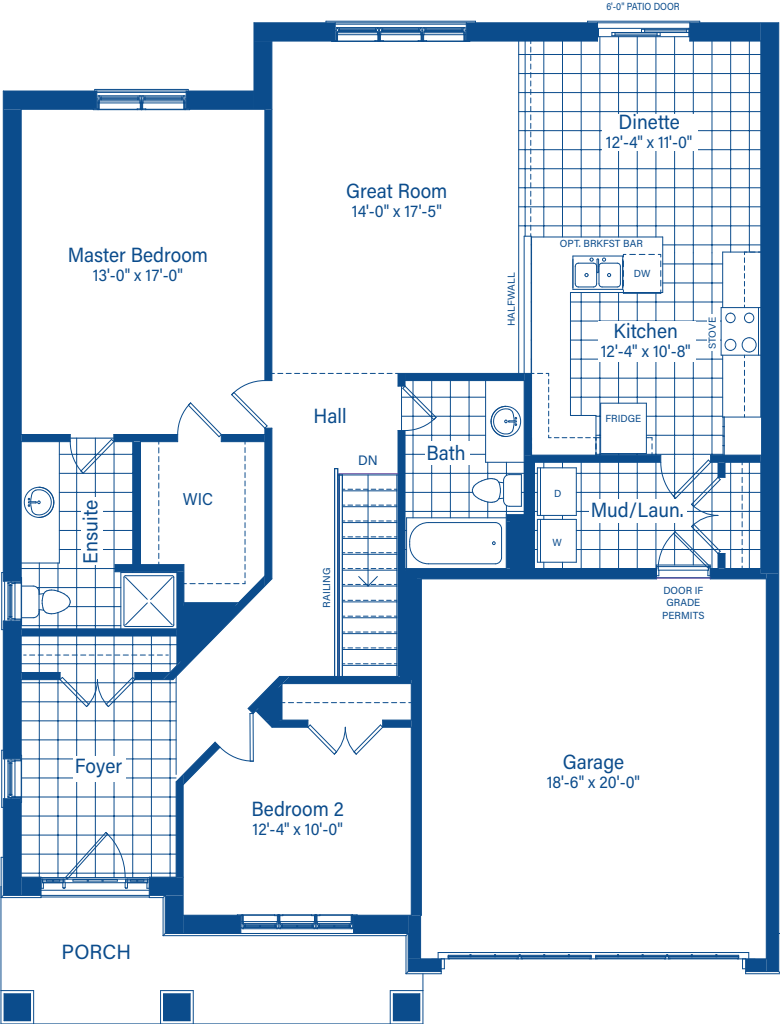 6'-0" PATIO DOOR
Dinette
12'-4" x 11'-0"
Great Room
14'-0" x 17'-5"
Master Bedroom
13'-0" x 17'-0"
OPT. BRKFST BAR
DW
HALFWALL
Kitchen
12'-4" x 10'-8"
STOVE
FRIDGE
Hall
Bath
DN
WIC
Ensuite
D
Mud/Laun.
W
RAILING
DOOR IF
GRADE
PERMITS
Foyer
Garage
18'-6" x 20'-0"
Bedroom 2
12'-4" x 10'-0"
PORCH